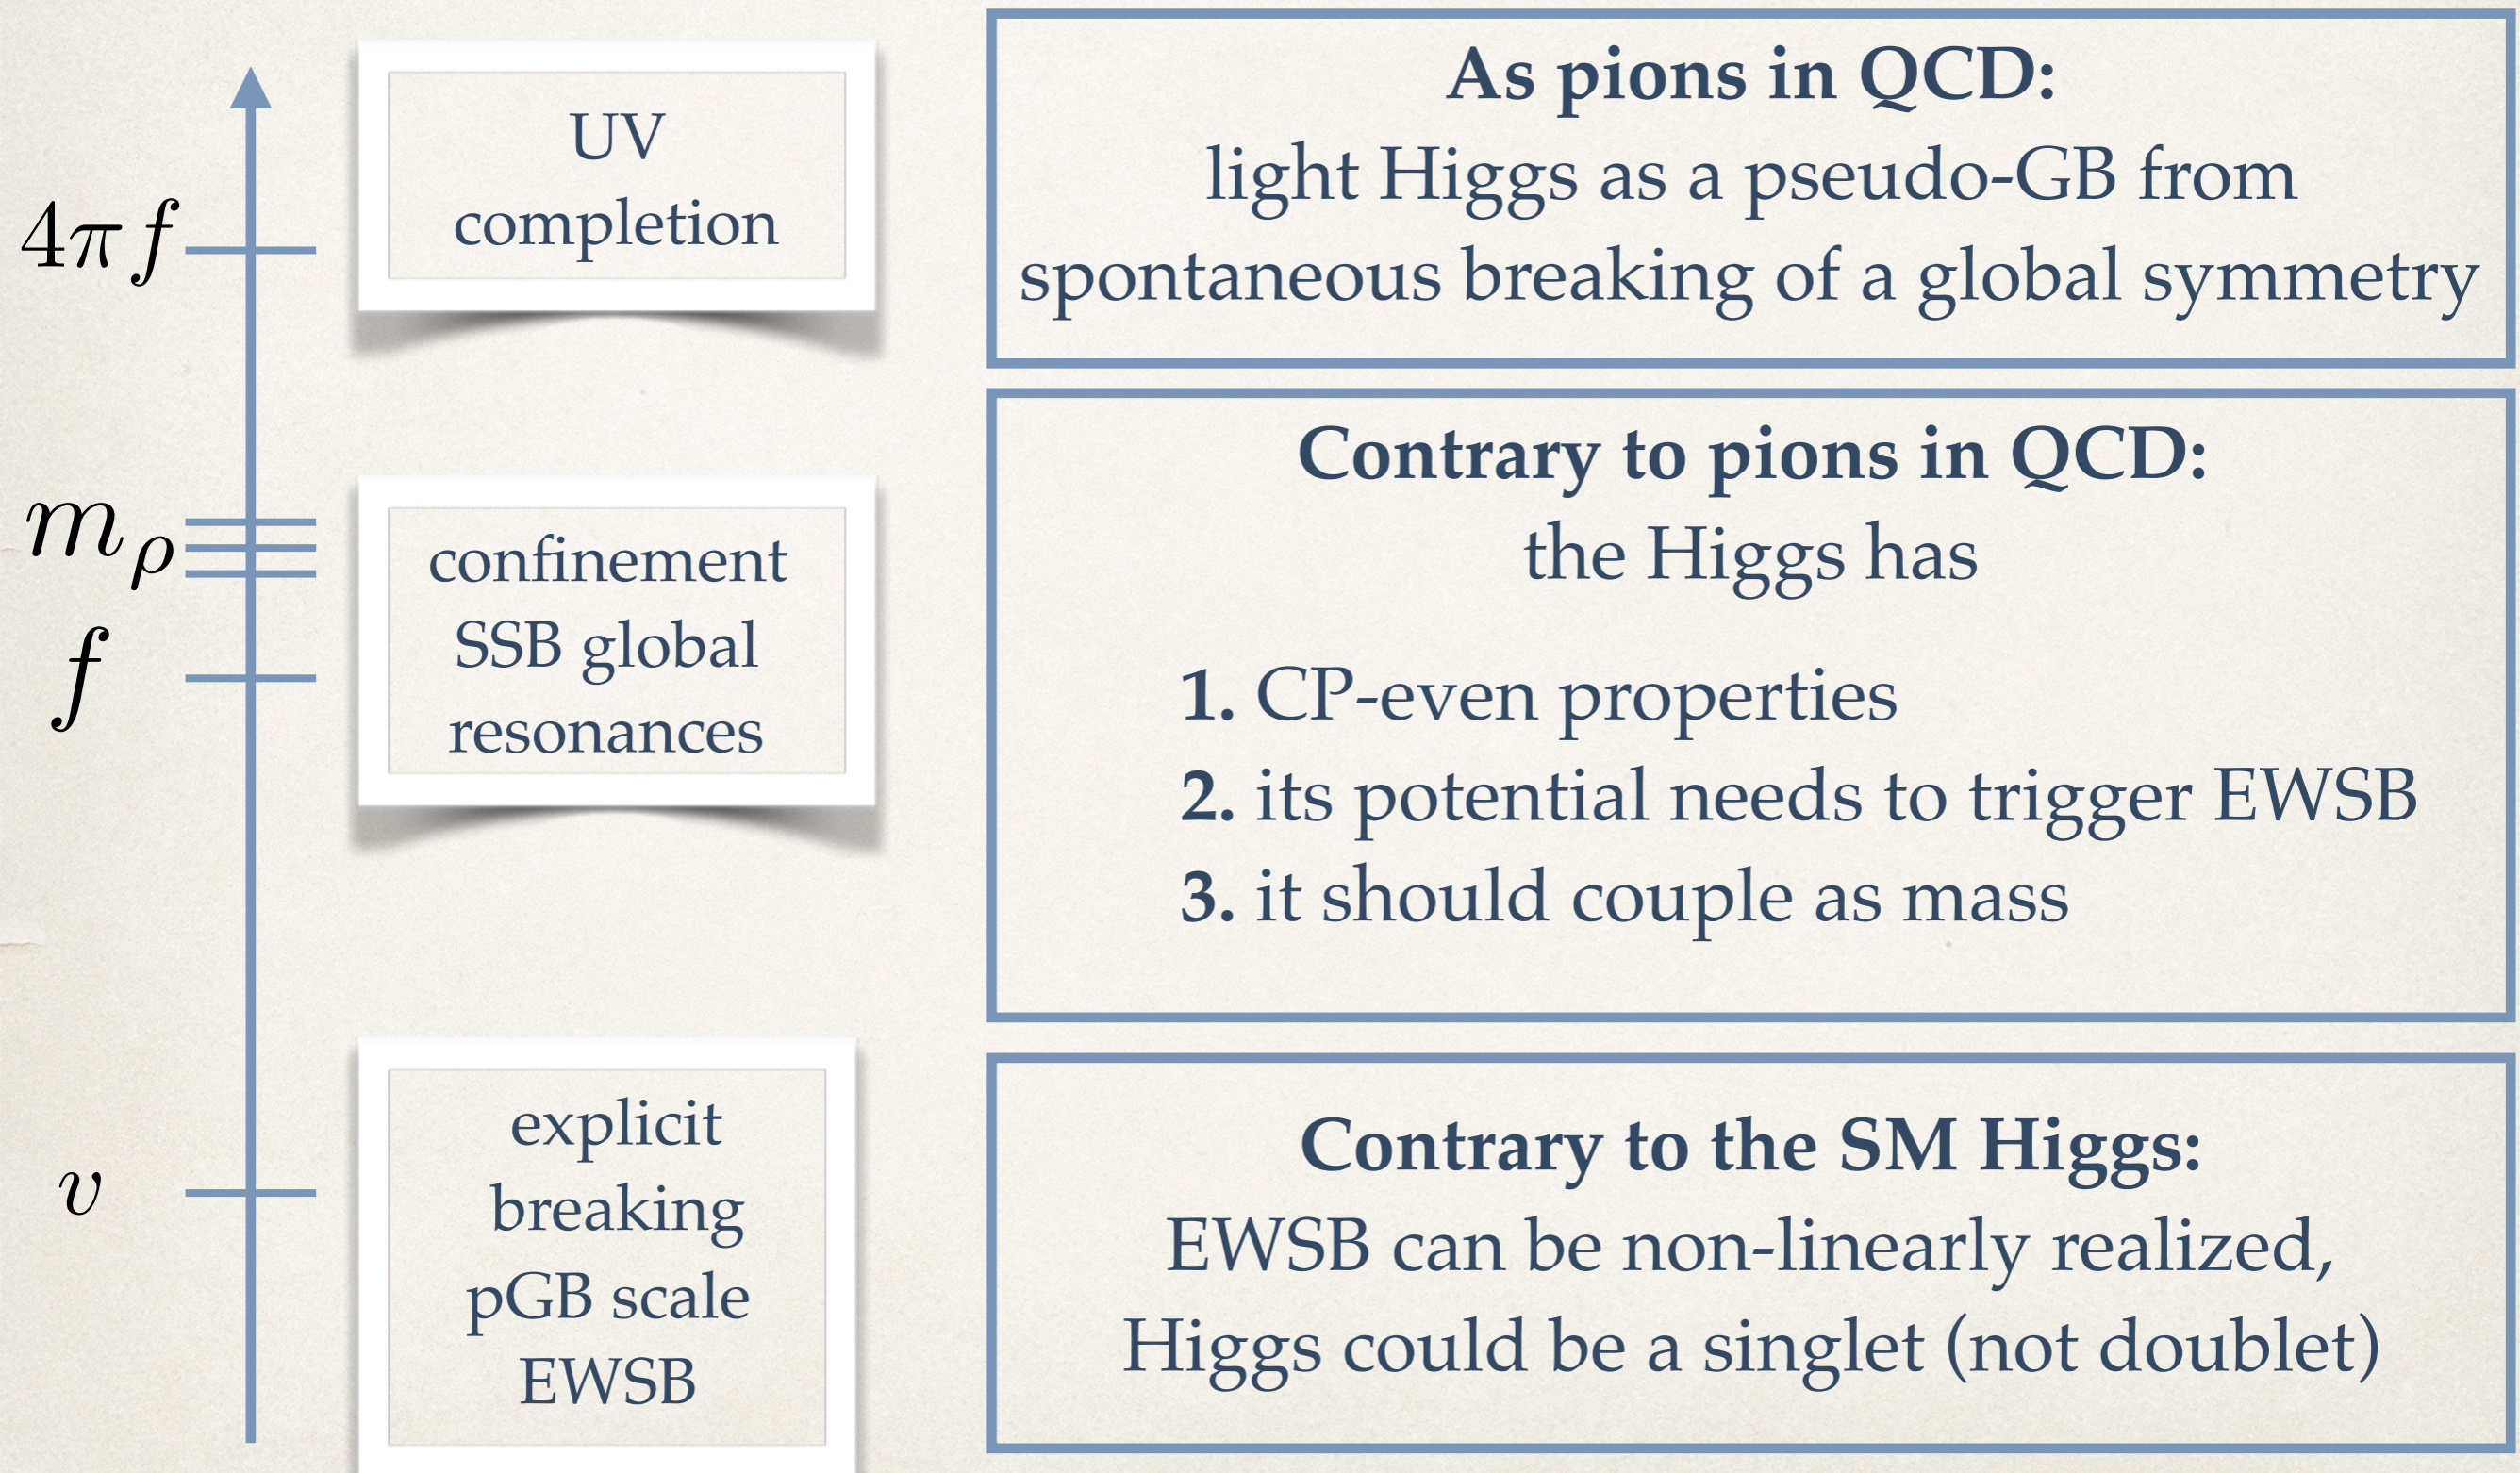 4πf
m_ρ
f
v
UV
completion
confinement
SSB global
resonances
explicit
breaking
pGB scale
EWSB
As pions in QCD:
light Higgs as a pseudo-GB from
spontaneous breaking of a global symmetry
Contrary to pions in QCD:
the Higgs has
1. CP-even properties
2. its potential needs to trigger EWSB
3. it should couple as mass
Contrary to the SM Higgs:
EWSB can be non-linearly realized,
Higgs could be a singlet (not doublet)